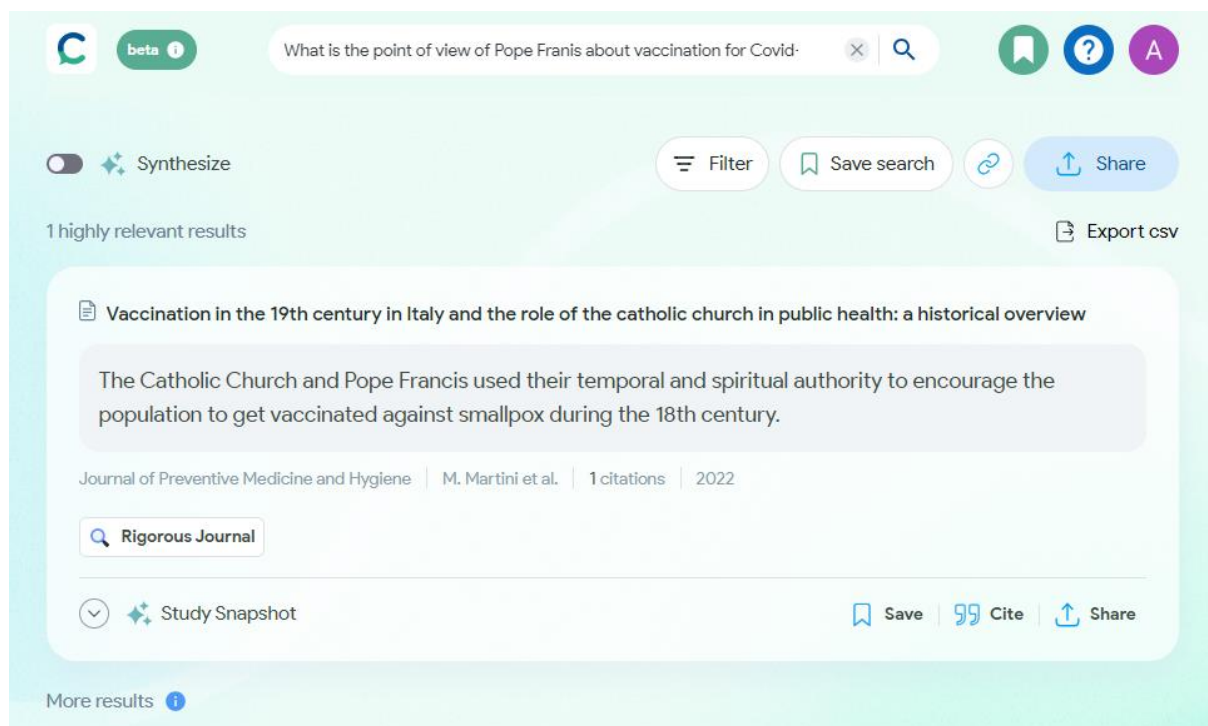 beta
What is the point of view of Pope Franis about vaccination for Covid-
A
Synthesize
Filter
Save search
Share
1 highly relevant results
Export csv
Vaccination in the 19th century in Italy and the role of the catholic church in public health: a historical overview
The Catholic Church and Pope Francis used their temporal and spiritual authority to encourage the
population to get vaccinated against smallpox during the 18th century.
Journal of Preventive Medicine and Hygiene | M. Martini et al. | 1 citations | 2022
Rigorous Journal
Study Snapshot
Save
Cite
Share
More results